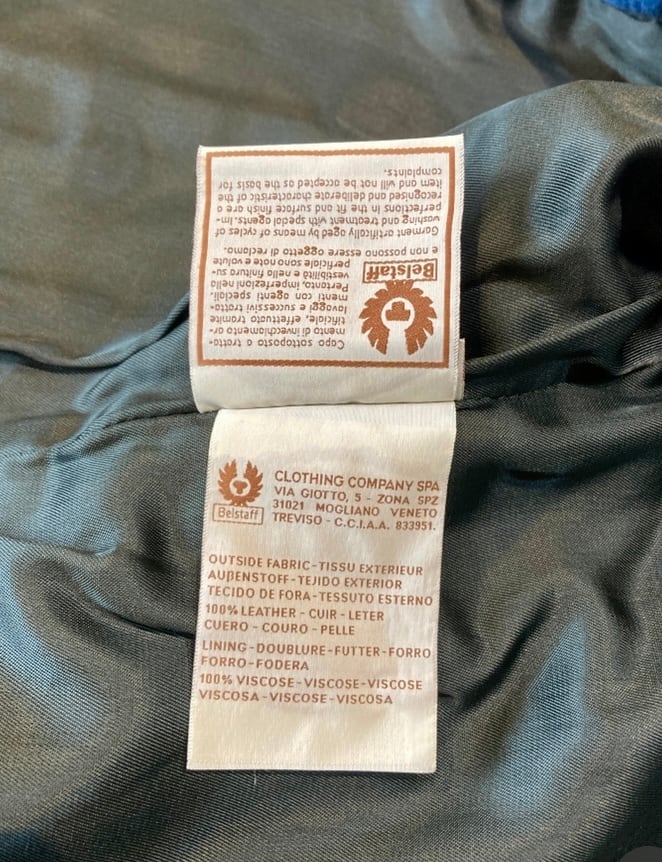 Capo sottoposto a tratta-
mento di invecchiamento ar-
tificiale, effettuato tramite
lavaggi e successivi tratta-
menti con agenti speciali.
Pertanto, imperfezioni nella
vestibilità e nella finitura su-
perficiale sono note e volute
e non possono essere oggetto di reclamo.
Belstaff
Garment artifically aged by means of cycles of
washing and treatment with special agents. Im-
perfections in the fit and surface finish are a
recognised and deliberate characteristic of the
item and will not be accepted as the basis for
complaints.
Belstaff
CLOTHING COMPANY SPA
VIA GIOTTO, 5 - ZONA SPZ
31021 MOGLIANO VENETO
TREVISO - C.C.I.A.A. 833951.
OUTSIDE FABRIC-TISSU EXTERIEUR
AUβENSTOFF-TEJIDO EXTERIOR
TECIDO DE FORA-TESSUTO ESTERNO
100% LEATHER - CUIR - LETER
CUERO - COURO - PELLE
LINING-DOUBLURE-FUTTER-FORRO
FORRO-FODERA
100% VISCOSE-VISCOSE-VISCOSE
VISCOSA-VISCOSE-VISCOSA